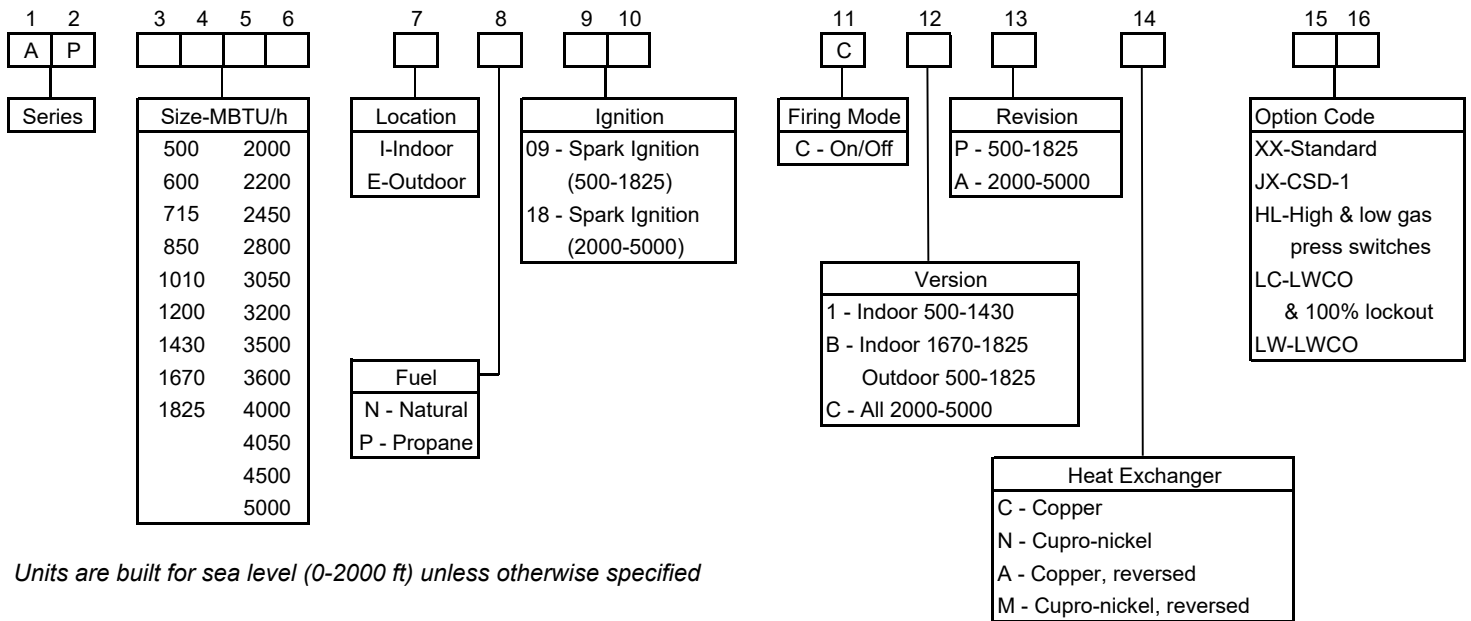 1 2 3 4 5 6 7 8 9 10 11 12 13 14 15 16
A P C
Series
Size-MBTU/h
500 2000
600 2200
715 2450
850 2800
1010 3050
1200 3200
1430 3500
1670 3600
1825 4000
4050
4500
5000
Location
I-Indoor
E-Outdoor
Fuel
N - Natural
P - Propane
Ignition
09 - Spark Ignition
(500-1825)
18 - Spark Ignition
(2000-5000)
Firing Mode
C - On/Off
Version
1 - Indoor 500-1430
B - Indoor 1670-1825
Outdoor 500-1825
C - All 2000-5000
Revision
P - 500-1825
A - 2000-5000
Heat Exchanger
C - Copper
N - Cupro-nickel
A - Copper, reversed
M - Cupro-nickel, reversed
Option Code
XX-Standard
JX-CSD-1
HL-High & low gas
press switches
LC-LWCO
& 100% lockout
LW-LWCO
Units are built for sea level (0-2000 ft) unless otherwise specified